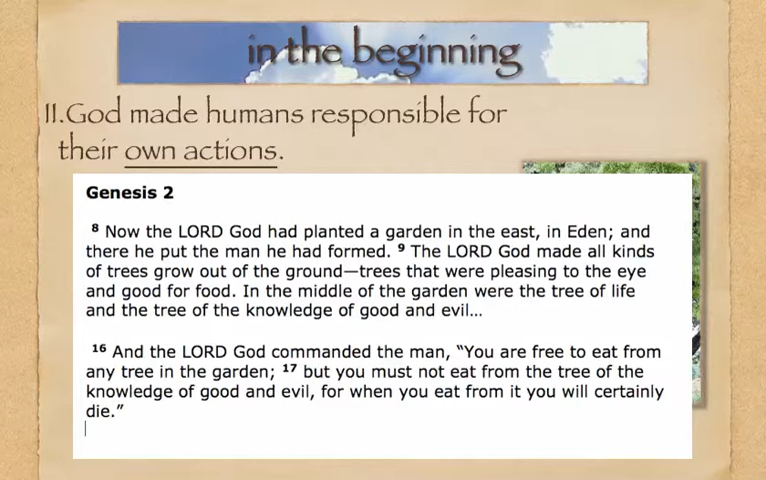 in the beginning
II.God made humans responsible for
their own actions.
Genesis 2
8 Now the LORD God had planted a garden in the east, in Eden; and
there he put the man he had formed. 9 The LORD God made all kinds
of trees grow out of the ground—trees that were pleasing to the eye
and good for food. In the middle of the garden were the tree of life
and the tree of the knowledge of good and evil...
16 And the LORD God commanded the man, “You are free to eat from
any tree in the garden; 17 but you must not eat from the tree of the
knowledge of good and evil, for when you eat from it you will certainly
die.”